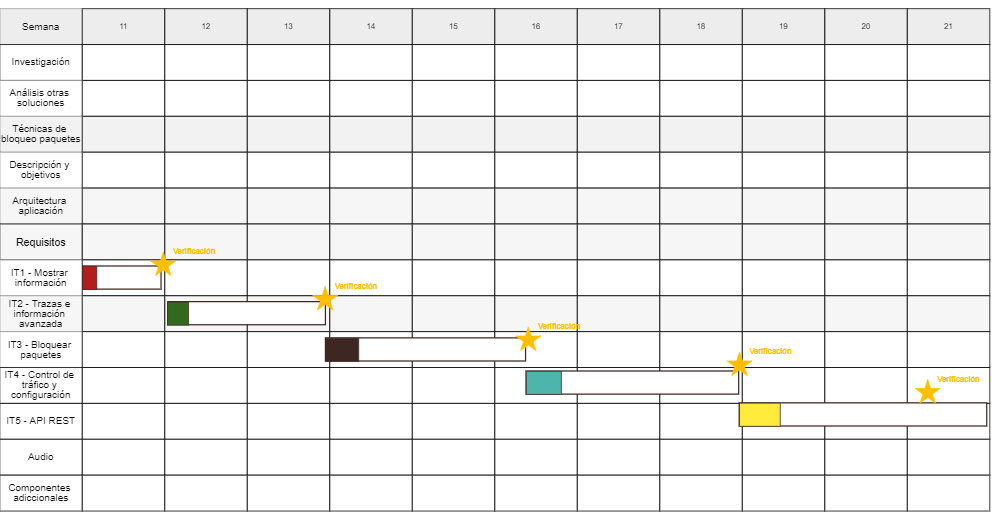 Semana 11 12 13 14 15 16 17 18 19 20 21
Investigación
Análisis otras
soluciones
Técnicas de
bloqueo paquetes
Descripción y
objetivos
Arquitectura
aplicación
Requisitos
Verificación
IT1 - Mostrar
información
Verificación
IT2 - Trazas e
información
avanzada
Verificación
IT3 - Bloquear
paquetes
Verificación
IT4 - Control de
tráfico y
configuración
Verificación
IT5 - API REST
Audio
Componentes
adiccionales